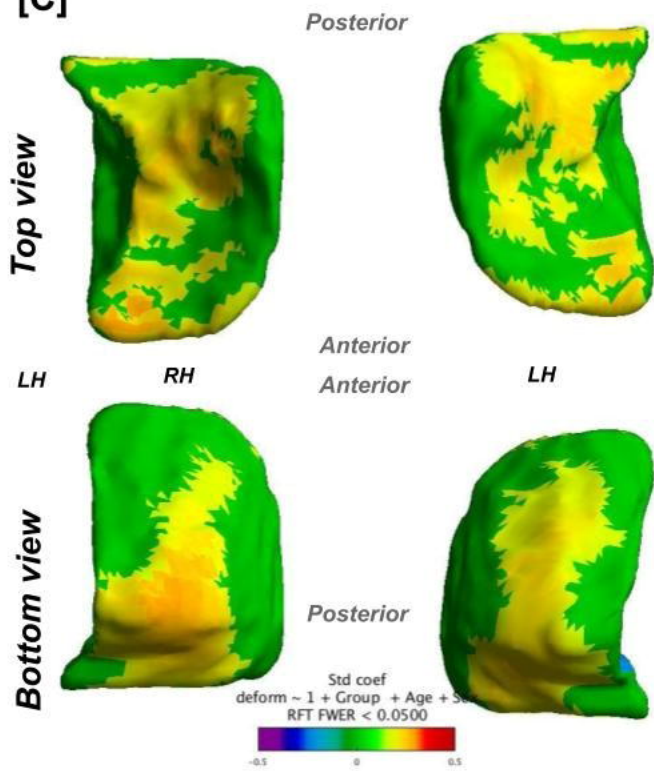 [C]
Posterior
Top view
Anterior
LH RH Anterior LH
Bottom view
Posterior
Std coef
deform ~ 1 + Group + Age +
RFT FWER < 0.0500
-0.5 0 0.5